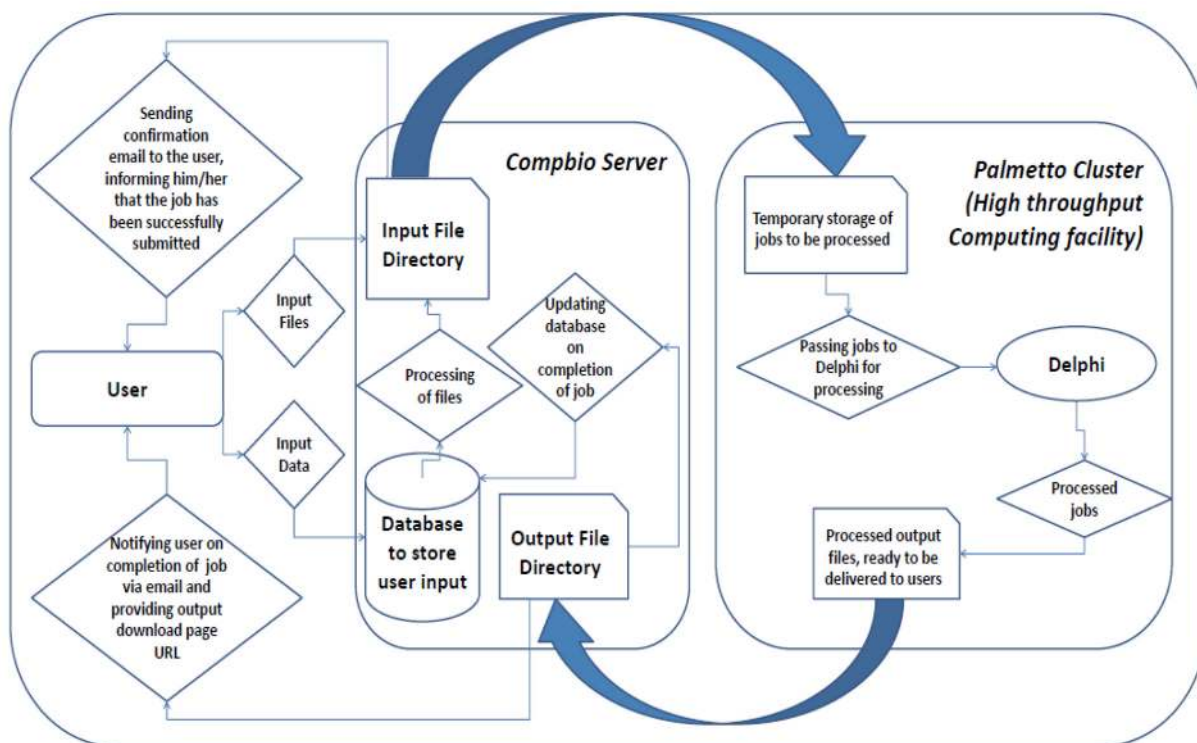 Sending
confirmation
email to the user,
informing him/her
that the job has
been successfully
submitted
Input
Files
User
Input
Data
Notifying user on
completion of job
via email and
providing output
download page
URL
Compbio Server
Input File
Directory
Updating
database
on
completion
of job
Processing
of files
Database
to store
user input
Output File
Directory
Palmetto Cluster
(High throughput
Computing facility)
Temporary storage of
jobs to be processed
Passing jobs to
Delphi for
processing
Delphi
Processed
jobs
Processed output
files, ready to be
delivered to users